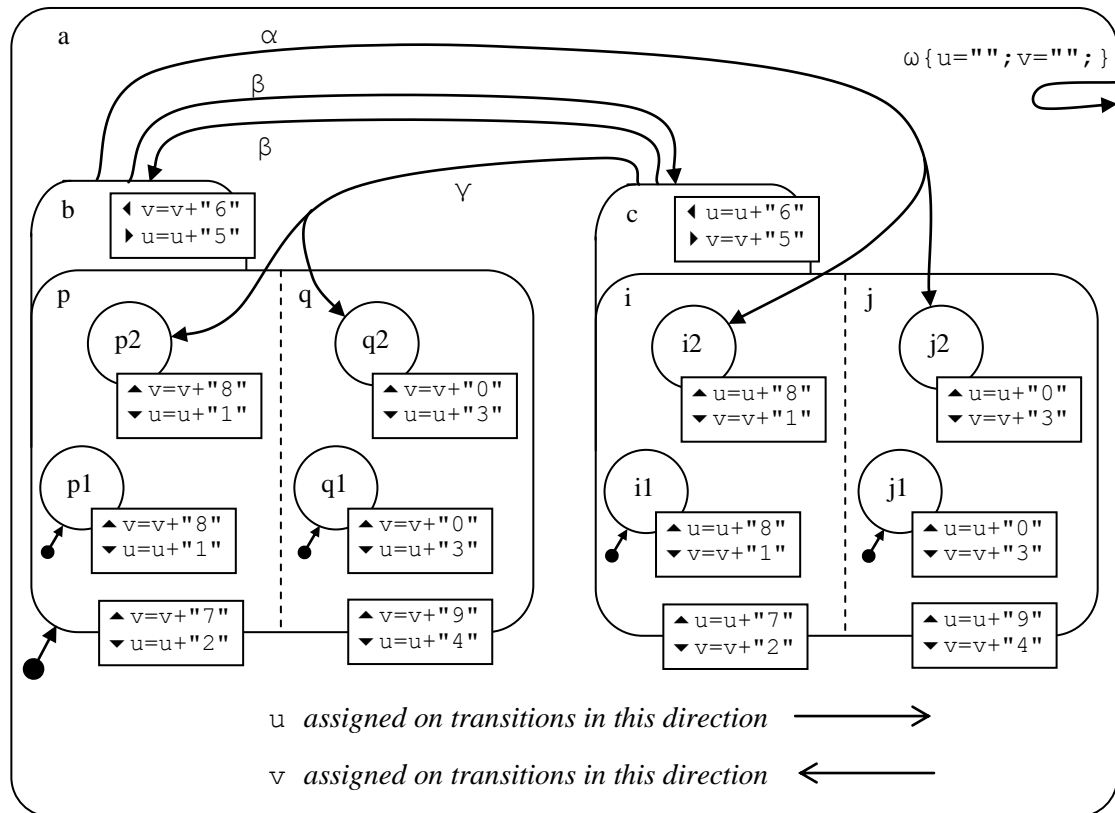 a
α
ω{u="";v="";}
β
β
γ
b
◀ v=v+"6"
▶ u=u+"5"
c
◀ u=u+"6"
▶ v=v+"5"
p
q
i
j
p2
q2
i2
j2
▲ v=v+"8"
▼ u=u+"1"
▲ v=v+"0"
▼ u=u+"3"
▲ u=u+"8"
▼ v=v+"1"
▲ u=u+"0"
▼ v=v+"3"
p1
q1
i1
j1
▲ v=v+"8"
▼ u=u+"1"
▲ v=v+"0"
▼ u=u+"3"
▲ u=u+"8"
▼ v=v+"1"
▲ u=u+"0"
▼ v=v+"3"
▲ v=v+"7"
▼ u=u+"2"
▲ v=v+"9"
▼ u=u+"4"
▲ u=u+"7"
▼ v=v+"2"
▲ u=u+"9"
▼ v=v+"4"
u assigned on transitions in this direction
v assigned on transitions in this direction